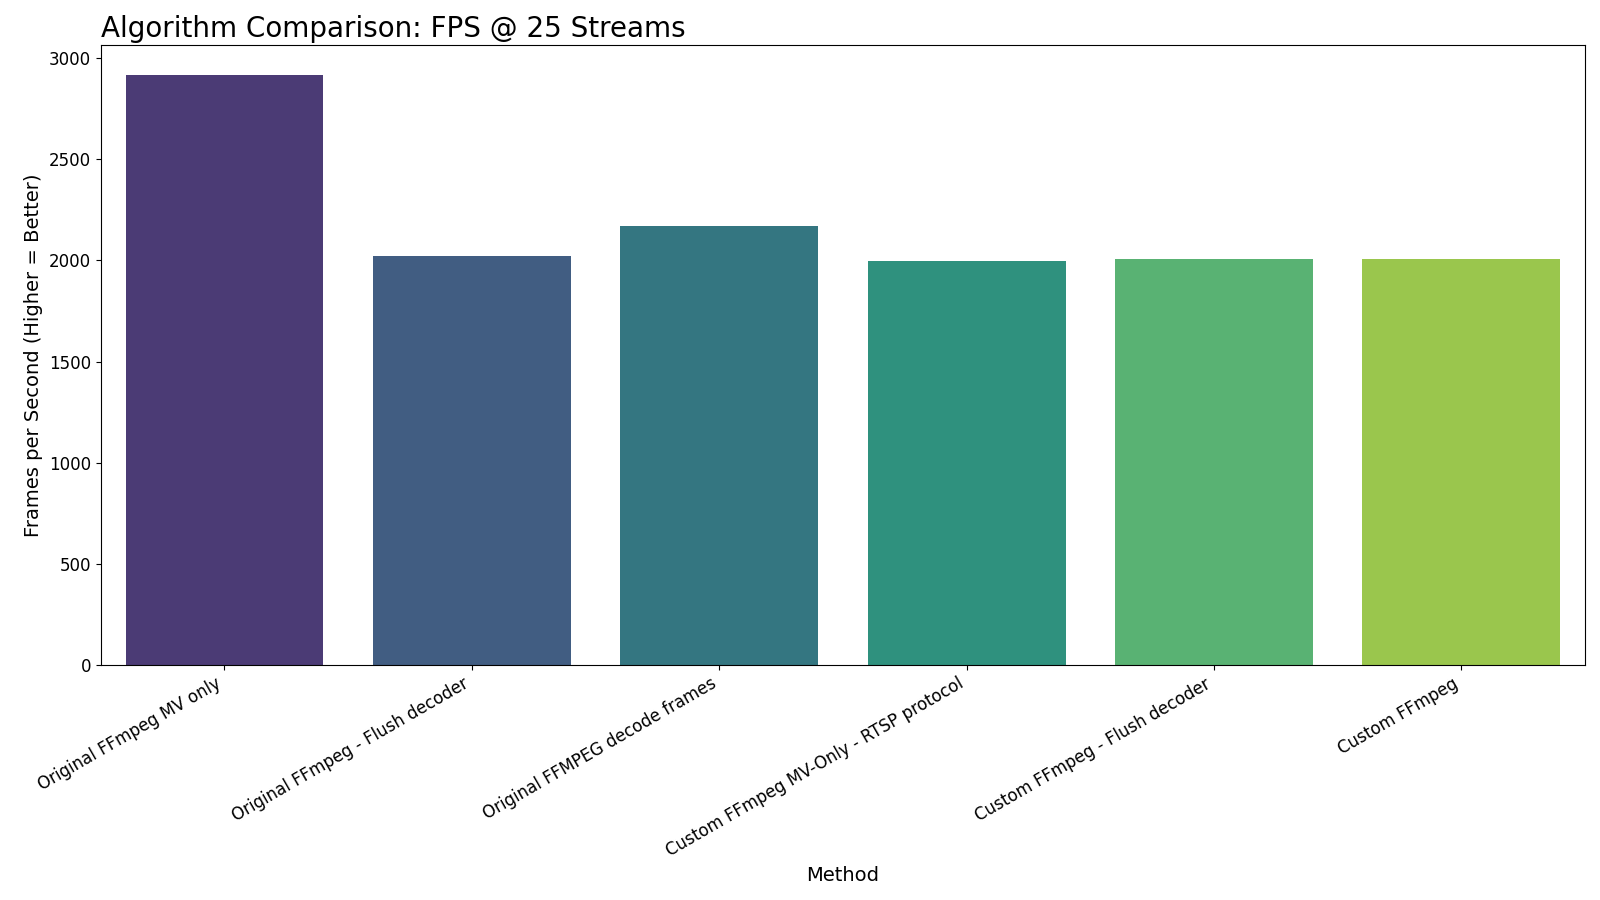 Algorithm Comparison: FPS @ 25 Streams
Frames per Second (Higher = Better)
3000
2500
2000
1500
1000
500
0
Original FFmpeg MV only
Original FFmpeg - Flush decoder
Original FFMPEG decode frames
Custom FFmpeg MV-Only - RTSP protocol
Custom FFmpeg - Flush decoder
Custom FFmpeg
Method